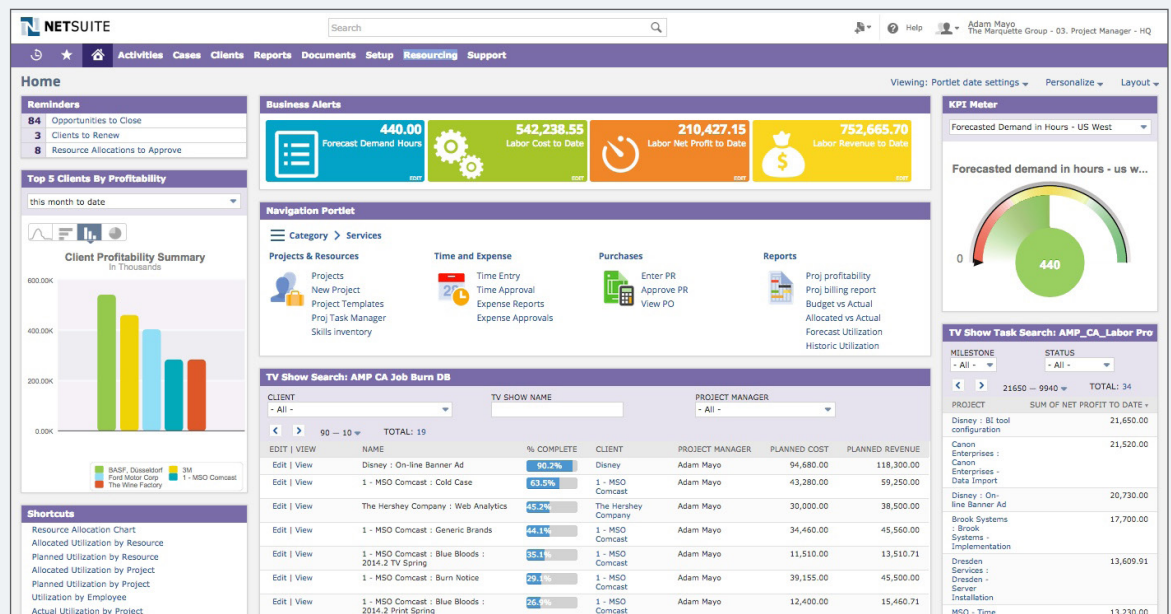 NETSUITE
Search
Help
Adam Mayo
The Marquette Group - 03. Project Manager - HQ
Activities Cases Clients Reports Documents Setup Resourcing Support
Home
Viewing: Portlet date settings Personalize Layout
Reminders
84 Opportunities to Close
3 Clients to Renew
8 Resource Allocations to Approve
Top 5 Clients By Profitability
this month to date
Client Profitability Summary
In Thousands
600.00K
400.00K
200.00K
0.00K
BASF, Düsseldorf 3M
Ford Motor Corp 1 - MSO Comcast
The Wine Factory
Shortcuts
Resource Allocation Chart
Allocated Utilization by Resource
Planned Utilization by Resource
Allocated Utilization by Project
Planned Utilization by Project
Utilization by Employee
Actual Utilization by Project
Business Alerts
440.00
Forecast Demand Hours
EDIT
542,238.55
Labor Cost to Date
EDIT
210,427.15
Labor Net Profit to Date
EDIT
752,665.70
Labor Revenue to Date
EDIT
Navigation Portlet
Category > Services
Projects & Resources
Projects
New Project
Project Templates
Proj Task Manager
Skills inventory
Time and Expense
Time Entry
Time Approval
Expense Reports
Expense Approvals
Purchases
Enter PR
Approve PR
View PO
Reports
Proj profitability
Proj billing report
Budget vs Actual
Allocated vs Actual
Forecast Utilization
Historic Utilization
TV Show Search: AMP CA Job Burn DB
CLIENT TV SHOW NAME PROJECT MANAGER
- All - - All -
90 — 10 TOTAL: 19
EDIT | VIEW NAME % COMPLETE CLIENT PROJECT MANAGER PLANNED COST PLANNED REVENUE
Edit | View Disney : On-line Banner Ad 90.2% Disney Adam Mayo 94,680.00 118,300.00
Edit | View 1 - MSO Comcast : Cold Case 63.5% 1 - MSO Adam Mayo 43,280.00 59,250.00
Comcast
Edit | View The Hershey Company : Web Analytics 45.2% The Hershey Adam Mayo 30,000.00 38,500.00
Company
Edit | View 1 - MSO Comcast : Generic Brands 44.1% 1 - MSO Adam Mayo 34,460.00 45,560.00
Comcast
Edit | View 1 - MSO Comcast : Blue Bloods : 35.1% 1 - MSO Adam Mayo 11,510.00 13,510.71
2014.2 TV Spring Comcast
Edit | View 1 - MSO Comcast : Burn Notice 29.1% 1 - MSO Adam Mayo 39,155.00 45,500.00
Comcast
Edit | View 1 - MSO Comcast : Blue Bloods : 26.9% 1 - MSO Adam Mayo 12,400.00 15,460.71
2014.2 Print Spring Comcast
KPI Meter
Forecasted Demand in Hours - US West
Forecasted demand in hours - us w...
0
440
TV Show Task Search: AMP_CA_Labor Pro
MILESTONE STATUS
- All - - All -
21650 — 9940 TOTAL: 34
PROJECT SUM OF NET PROFIT TO DATE
Disney : BI tool 21,650.00
configuration
Canon 21,520.00
Enterprises :
Canon
Enterprises -
Data Import
Disney : On- 20,730.00
line Banner Ad
Brook Systems 17,700.00
: Brook
Systems -
Implementation
Dresden 13,609.91
Services :
Dresden -
Server
Installation
MSO - Time 13,230.00